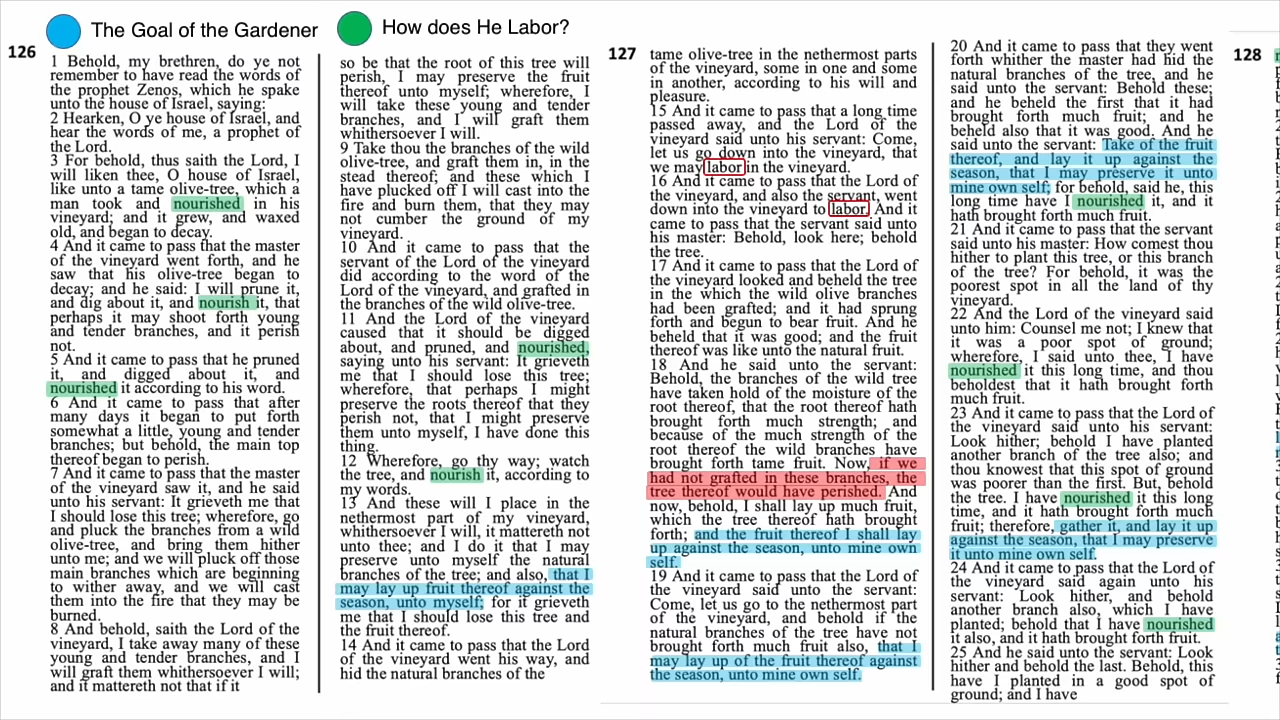 The Goal of the Gardener
How does He Labor?
126
1 Behold, my brethren, do ye not
remember to have read the words of
the prophet Zenos, which he spake
unto the house of Israel, saying:
2 Hearken, O ye house of Israel, and
hear the words of me, a prophet of
the Lord.
3 For behold, thus saith the Lord, I
will liken thee, O house of Israel,
like unto a tame olive-tree, which a
man took and nourished in his
vineyard; and it grew, and waxed
old, and began to decay.
4 And it came to pass that the master
of the vineyard went forth, and he
saw that his olive-tree began to
decay; and he said: I will prune it,
and dig about it, and nourish it, that
perhaps it may shoot forth young
and tender branches, and it perish
not.
5 And it came to pass that he pruned
it, and digged about it, and
nourished it according to his word.
6 And it came to pass that after
many days it began to put forth
somewhat a little, young and tender
branches; but behold, the main top
thereof began to perish.
7 And it came to pass that the master
of the vineyard saw it, and he said
unto his servant: It grieveth me that
I should lose this tree; wherefore, go
and pluck the branches from a wild
olive-tree, and bring them hither
unto me; and we will pluck off those
main branches which are beginning
to wither away, and we will cast
them into the fire that they may be
burned.
8 And behold, saith the Lord of the
vineyard, I take away many of these
young and tender branches, and I
will graft them whithersoever I will;
and it mattereth not that if it
so be that the root of this tree will
perish, I may preserve the fruit
thereof unto myself; wherefore, I
will take these young and tender
branches, and I will graft them
whithersoever I will.
9 Take thou the branches of the wild
olive-tree, and graft them in, in the
stead thereof; and these which I
have plucked off I will cast into the
fire and burn them, that they may
not cumber the ground of my
vineyard.
10 And it came to pass that the
servant of the Lord of the vineyard
did according to the word of the
Lord of the vineyard, and grafted in
the branches of the wild olive-tree.
11 And the Lord of the vineyard
caused that it should be digged
about, and pruned, and nourished,
saying unto his servant: It grieveth
me that I should lose this tree;
wherefore, that perhaps I might
preserve the roots thereof that they
perish not, that I might preserve
them unto myself, I have done this
thing.
12 Wherefore, go thy way; watch
the tree, and nourish it, according to
my words.
13 And these will I place in the
nethermost part of my vineyard,
whithersoever I will, it mattereth not
unto thee; and I do it that I may
preserve unto myself the natural
branches of the tree; and also, that I
may lay up fruit thereof against the
season, unto myself; for it grieveth
me that I should lose this tree and
the fruit thereof.
14 And it came to pass that the Lord
of the vineyard went his way, and
hid the natural branches of the
127
tame olive-tree in the nethermost parts
of the vineyard, some in one and some
in another, according to his will and
pleasure.
15 And it came to pass that a long time
passed away, and the Lord of the
vineyard said unto his servant: Come,
let us go down into the vineyard, that
we may labor in the vineyard.
16 And it came to pass that the Lord of
the vineyard, and also the servant, went
down into the vineyard to labor. And it
came to pass that the servant said unto
his master: Behold, look here; behold
the tree.
17 And it came to pass that the Lord of
the vineyard looked and beheld the tree
in the which the wild olive branches
had been grafted; and it had sprung
forth and begun to bear fruit. And he
beheld that it was good; and the fruit
thereof was like unto the natural fruit.
18 And he said unto the servant:
Behold, the branches of the wild tree
have taken hold of the moisture of the
root thereof, that the root thereof hath
brought forth much strength; and
because of the much strength of the
root thereof the wild branches have
brought forth tame fruit. Now, if we
had not grafted in these branches, the
tree thereof would have perished. And
now, behold, I shall lay up much fruit,
which the tree thereof hath brought
forth; and the fruit thereof I shall lay
up against the season, unto mine own
self.
19 And it came to pass that the Lord of
the vineyard said unto the servant:
Come, let us go to the nethermost part
of the vineyard, and behold if the
natural branches of the tree have not
brought forth much fruit also, that I
may lay up of the fruit thereof against
the season, unto mine own self.
20 And it came to pass that they went
forth whither the master had hid the
natural branches of the tree, and he
said unto the servant: Behold these;
and he beheld the first that it had
brought forth much fruit; and he
beheld also that it was good. And he
said unto the servant: Take of the fruit
thereof, and lay it up against the
season, that I may preserve it unto
mine own self; for behold, said he, this
long time have I nourished it, and it
hath brought forth much fruit.
21 And it came to pass that the servant
said unto his master: How comest thou
hither to plant this tree, or this branch
of the tree? For behold, it was the
poorest spot in all the land of thy
vineyard.
22 And the Lord of the vineyard said
unto him: Counsel me not; I knew that
it was a poor spot of ground;
wherefore, I said unto thee, I have
nourished it this long time, and thou
beholdest that it hath brought forth
much fruit.
23 And it came to pass that the Lord of
the vineyard said unto his servant:
Look hither; behold I have planted
another branch of the tree also; and
thou knowest that this spot of ground
was poorer than the first. But, behold
the tree. I have nourished it this long
time, and it hath brought forth much
fruit; therefore, gather it, and lay it up
against the season, that I may preserve
it unto mine own self.
24 And it came to pass that the Lord of
the vineyard said again unto his
servant: Look hither, and behold
another branch also, which I have
planted; behold that I have nourished
it also, and it hath brought forth fruit.
25 And he said unto the servant: Look
hither and behold the last. Behold, this
have I planted in a good spot of
ground; and I have
128